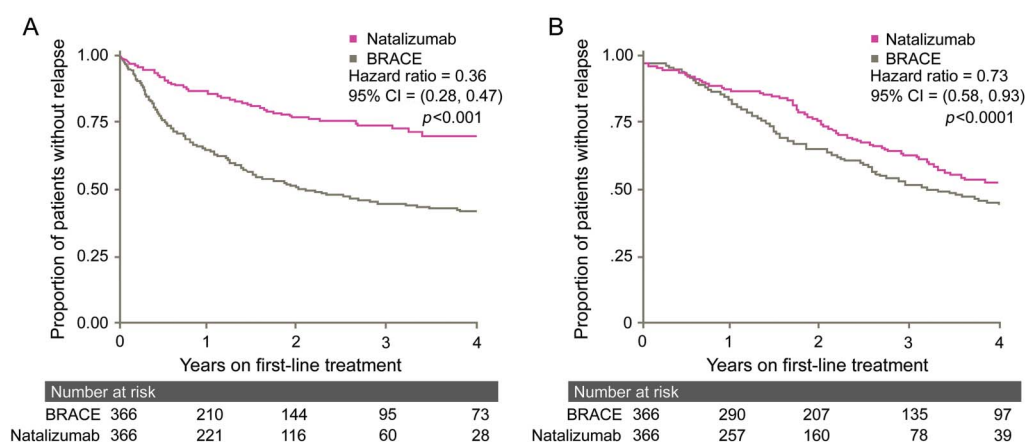 A
Natalizumab
BRACE
Hazard ratio = 0.36
95% CI = (0.28, 0.47)
p<0.001
Proportion of patients without relapse
1.00
0.75
0.50
0.25
0.00
0 1 2 3 4
Years on first-line treatment
Number at risk
BRACE 366 210 144 95 73
Natalizumab 366 221 116 60 28
B
Natalizumab
BRACE
Hazard ratio = 0.73
95% CI = (0.58, 0.93)
p<0.0001
Proportion of patients without relapse
1.00
0.75
.50
.25
0
0 1 2 3 4
Years on first-line treatment
Number at risk
BRACE 366 290 207 135 97
Natalizumab 366 257 160 78 39